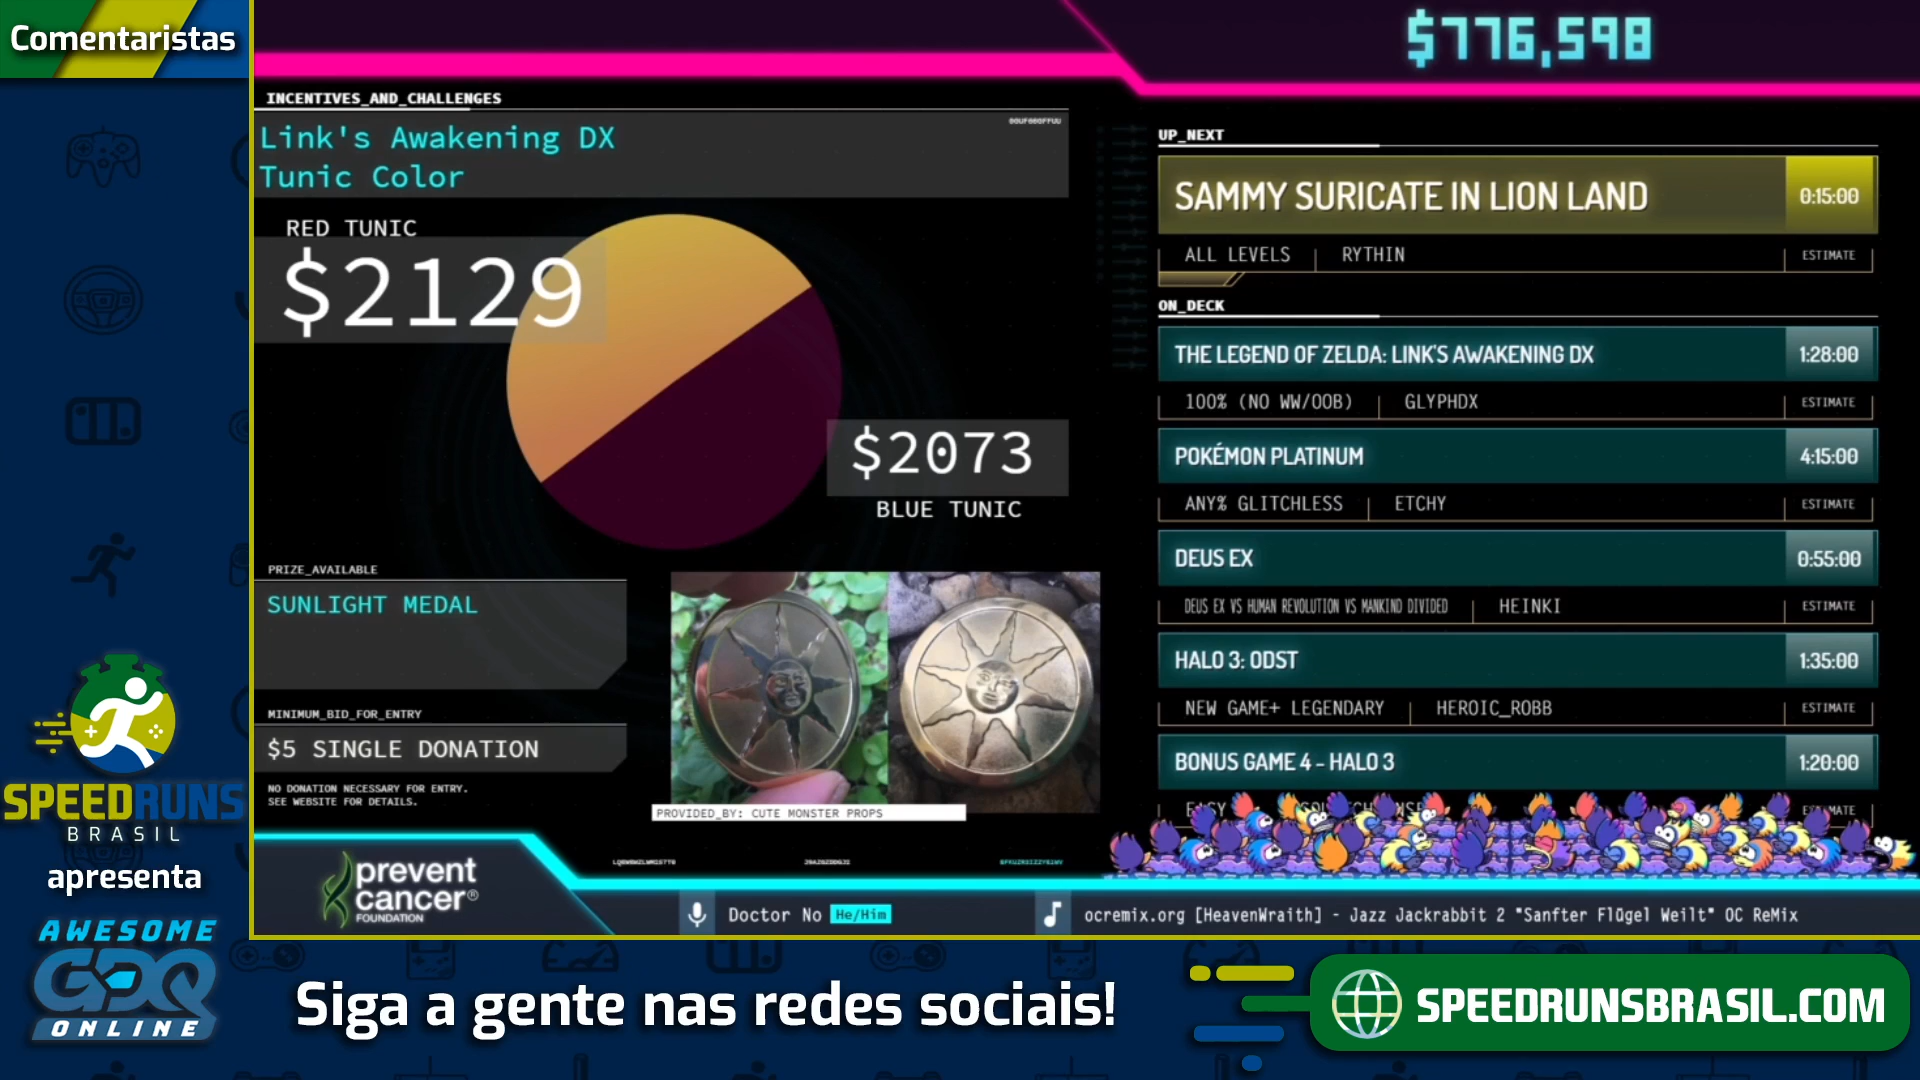 Comentaristas
$776,598
INCENTIVES_AND_CHALLENGES
Link's Awakening DX
Tunic Color
RED TUNIC
$2129
$2073
BLUE TUNIC
PRIZE_AVAILABLE
SUNLIGHT MEDAL
MINIMUM_BID_FOR_ENTRY
$5 SINGLE DONATION
NO DONATION NECESSARY FOR ENTRY.
SEE WEBSITE FOR DETAILS.
PROVIDED_BY: CUTE MONSTER PROPS
UP_NEXT
SAMMY SURICATE IN LION LAND 0:15:00
ALL LEVELS RYTHIN ESTIMATE
ON_DECK
THE LEGEND OF ZELDA: LINK'S AWAKENING DX 1:28:00
100% (NO WW/OOB) GLYPHDX ESTIMATE
POKÉMON PLATINUM 4:15:00
ANY% GLITCHLESS ETCHY ESTIMATE
DEUS EX 0:55:00
DEUS EX VS HUMAN REVOLUTION VS MANKIND DIVIDED HEINKI ESTIMATE
HALO 3: ODST 1:35:00
NEW GAME+ LEGENDARY HEROIC_ROBB ESTIMATE
BONUS GAME 4 - HALO 3 1:20:00
prevent
cancer®
FOUNDATION
Doctor No He/Him
ocremix.org [HeavenWraith] - Jazz Jackrabbit 2 "Sanfter Flügel Weilt" OC ReMix
SPEEDRUNS
BRASIL
apresenta
AWESOME
GDQ
ONLINE
Siga a gente nas redes sociais!
SPEEDRUNSBRASIL.COM